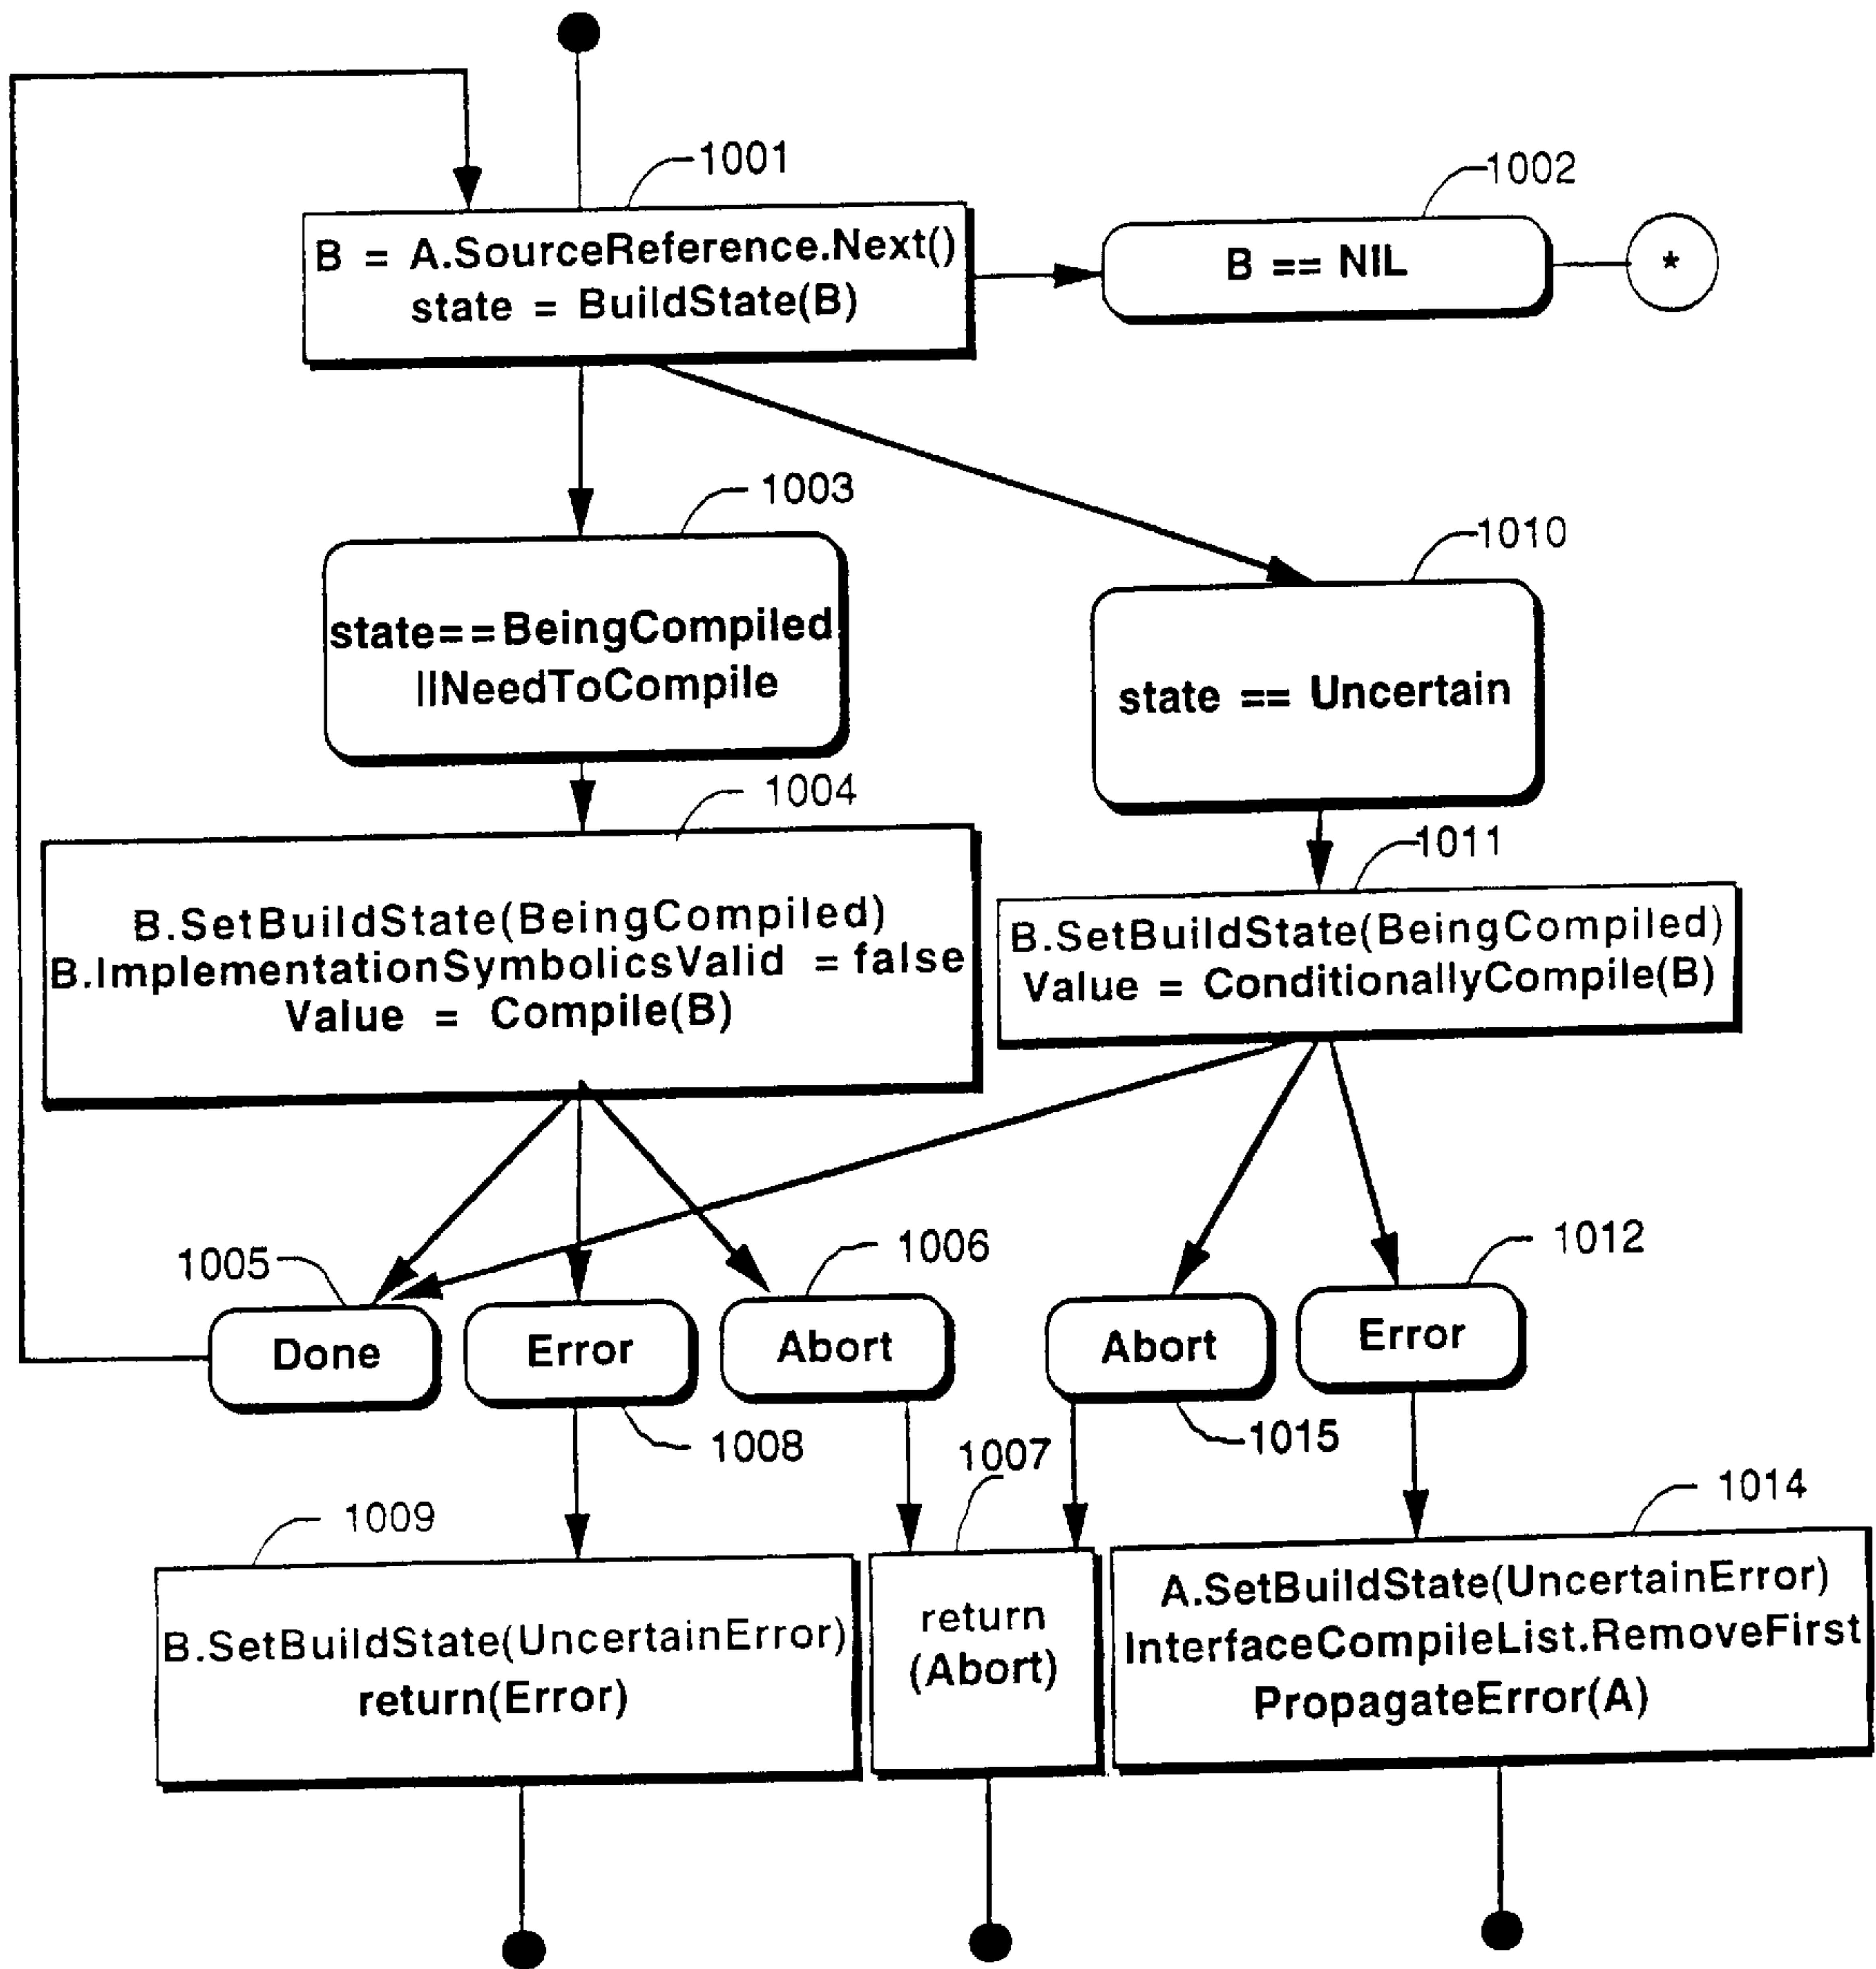 1001
1002
B = A.SourceReference.Next()
state = BuildState(B)
B == NIL
*
1003
1010
state==BeingCompiled
||NeedToCompile
state == Uncertain
1004
1011
B.SetBuildState(BeingCompiled)
B.ImplementationSymbolicsValid = false
Value = Compile(B)
B.SetBuildState(BeingCompiled)
Value = ConditionallyCompile(B)
1005
1006
1012
Done
Error
Abort
Abort
Error
1008
1007
1015
1009
1014
B.SetBuildState(UncertainError)
return(Error)
return
(Abort)
A.SetBuildState(UncertainError)
InterfaceCompileList.RemoveFirst
PropagateError(A)